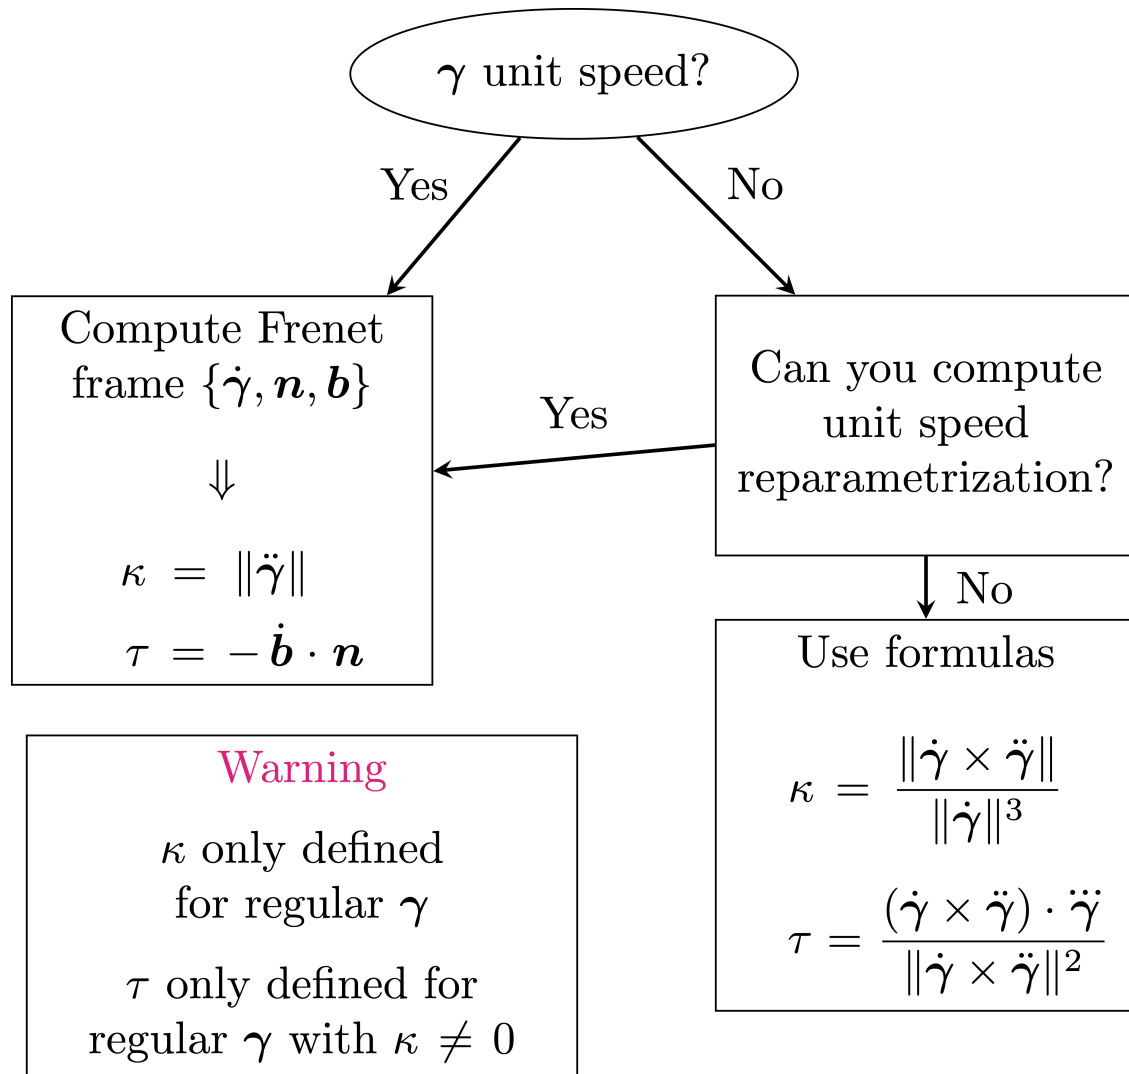 γ unit speed?
Yes
No
Compute Frenet
frame {γ̇, n, b}
⇓
κ = ‖γ̈‖
τ = − ḃ · n
Yes
Can you compute
unit speed
reparametrization?
No
Use formulas
κ = ‖γ̇ × γ̈‖ / ‖γ̇‖³
τ = (γ̇ × γ̈) · γ⃛ / ‖γ̇ × γ̈‖²
Warning
κ only defined
for regular γ
τ only defined for
regular γ with κ ≠ 0